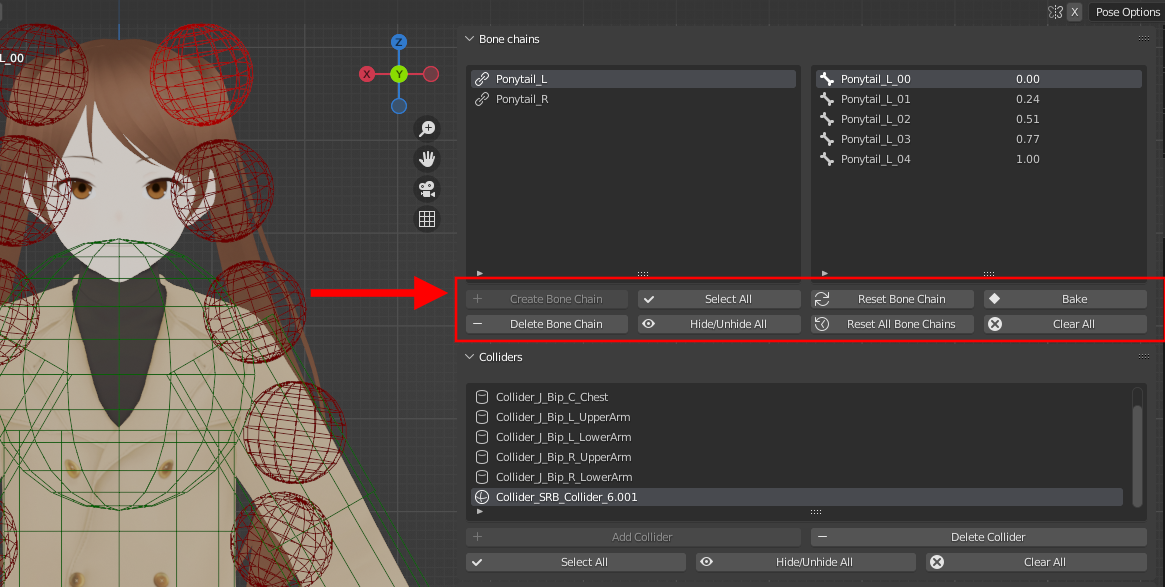 X Pose Options
L_00
Z
X Y
Bone chains
Ponytail_L
Ponytail_R
Ponytail_L_00 0.00
Ponytail_L_01 0.24
Ponytail_L_02 0.51
Ponytail_L_03 0.77
Ponytail_L_04 1.00
Create Bone Chain Select All Reset Bone Chain Bake
Delete Bone Chain Hide/Unhide All Reset All Bone Chains Clear All
Colliders
Collider_J_Bip_C_Chest
Collider_J_Bip_L_UpperArm
Collider_J_Bip_L_LowerArm
Collider_J_Bip_R_UpperArm
Collider_J_Bip_R_LowerArm
Collider_SRB_Collider_6.001
Add Collider Delete Collider
Select All Hide/Unhide All Clear All